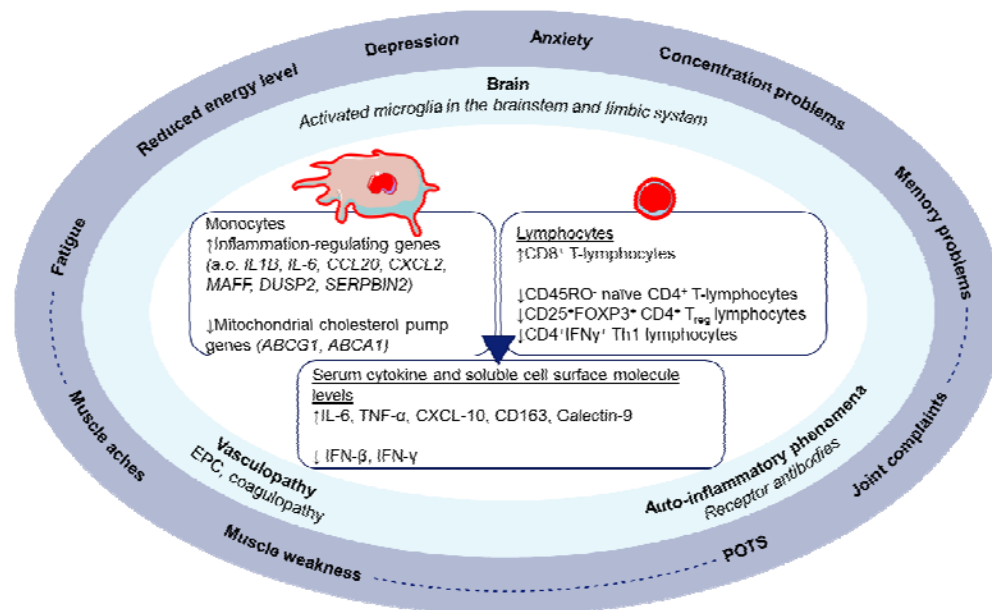 Depression
Anxiety
Reduced energy level
Concentration problems
Brain
Activated microglia in the brainstem and limbic system
Fatigue
Memory problems
Monocytes
↑Inflammation-regulating genes
(a.o. IL1B, IL-6, CCL20, CXCL2,
MAFF, DUSP2, SERPBIN2)
↓Mitochondrial cholesterol pump
genes (ABCG1, ABCA1)
Lymphocytes
↑CD8⁺ T-lymphocytes
↓CD45RO⁻ naïve CD4⁺ T-lymphocytes
↓CD25⁺FOXP3⁺ CD4⁺ Treg lymphocytes
↓CD4⁺IFNγ⁺ Th1 lymphocytes
Serum cytokine and soluble cell surface molecule
levels
↑IL-6, TNF-α, CXCL-10, CD163, Galectin-9
↓ IFN-β, IFN-γ
Vasculopathy
EPC, coagulopathy
Auto-inflammatory phenomena
Receptor antibodies
Muscle aches
Joint complaints
Muscle weakness
POTS